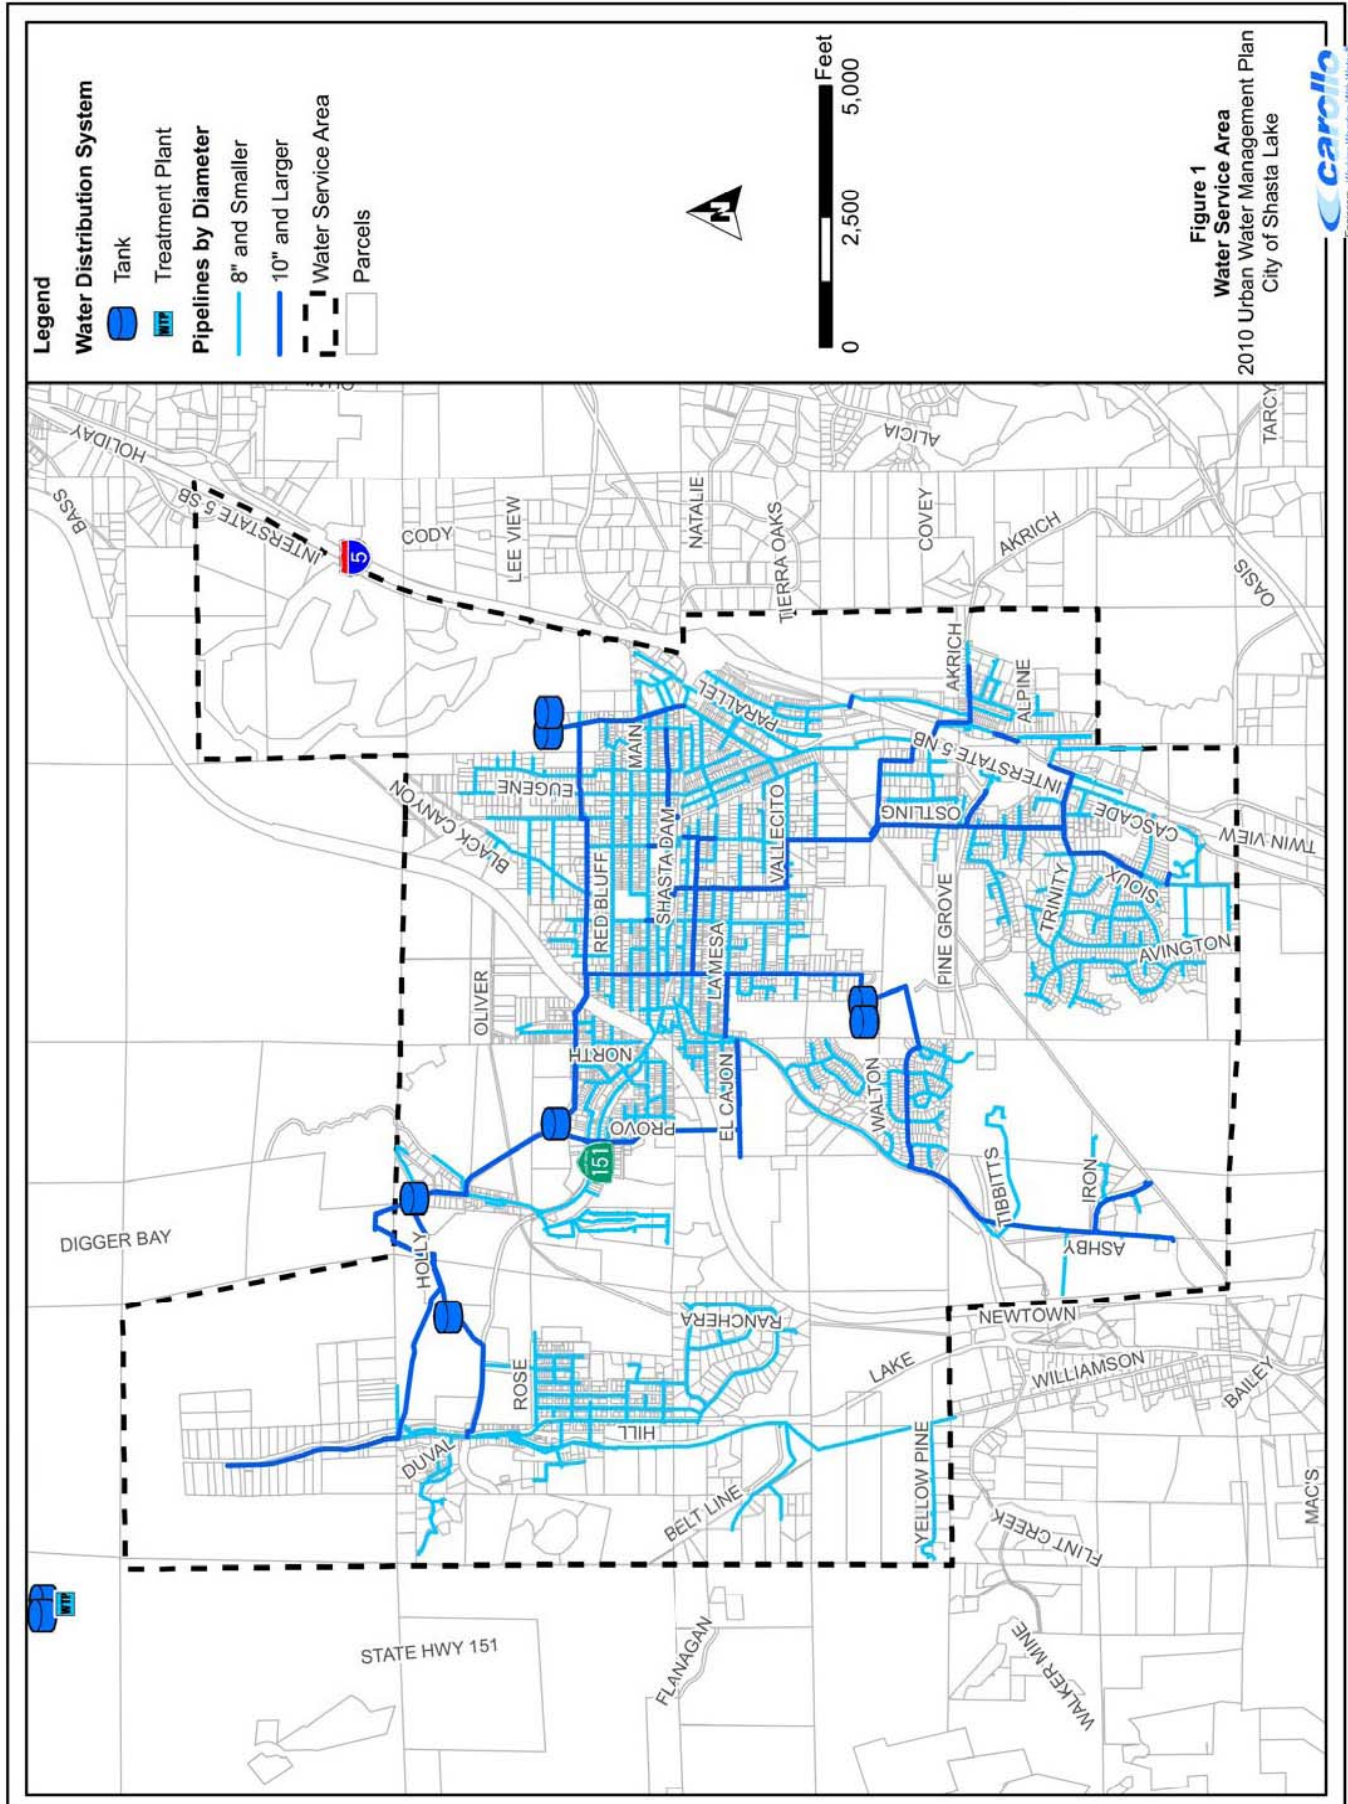 Legend
Water Distribution System
Tank
WTP
Treatment Plant
Pipelines by Diameter
8" and Smaller
10" and Larger
Water Service Area
Parcels
N
0
2,500
5,000
Feet
Figure 1
Water Service Area
2010 Urban Water Management Plan
City of Shasta Lake
carollo
BASS
HOLIDAY
INTERSTATE 5 SB
5
CODY
LEE VIEW
NATALIE
TIERRA OAKS
ALICIA
COVEY
AKRICH
OASIS
TARCY
AKRICH
ALPINE
PARALLEL
MAIN
EUGENE
BLACK CANYON
RED BLUFF
SHASTA DAM
VALLECITO
LAMESA
OSTLING
INTERSTATE 5 NB
CASCADE
TWIN VIEW
SIOUX
TRINITY
AVINGTON
PINE GROVE
OLIVER
NORTH
PROVO
EL CAJON
WALTON
151
TIBBITTS
IRON
ASHBY
DIGGER BAY
HOLLY
ROSE
RANCHERA
NEWTOWN
LAKE
WILLIAMSON
BAILEY
HILL
DUVAL
BELT LINE
YELLOW PINE
FLINT CREEK
MAC'S
WTP
STATE HWY 151
FLANAGAN
WALKER MINE